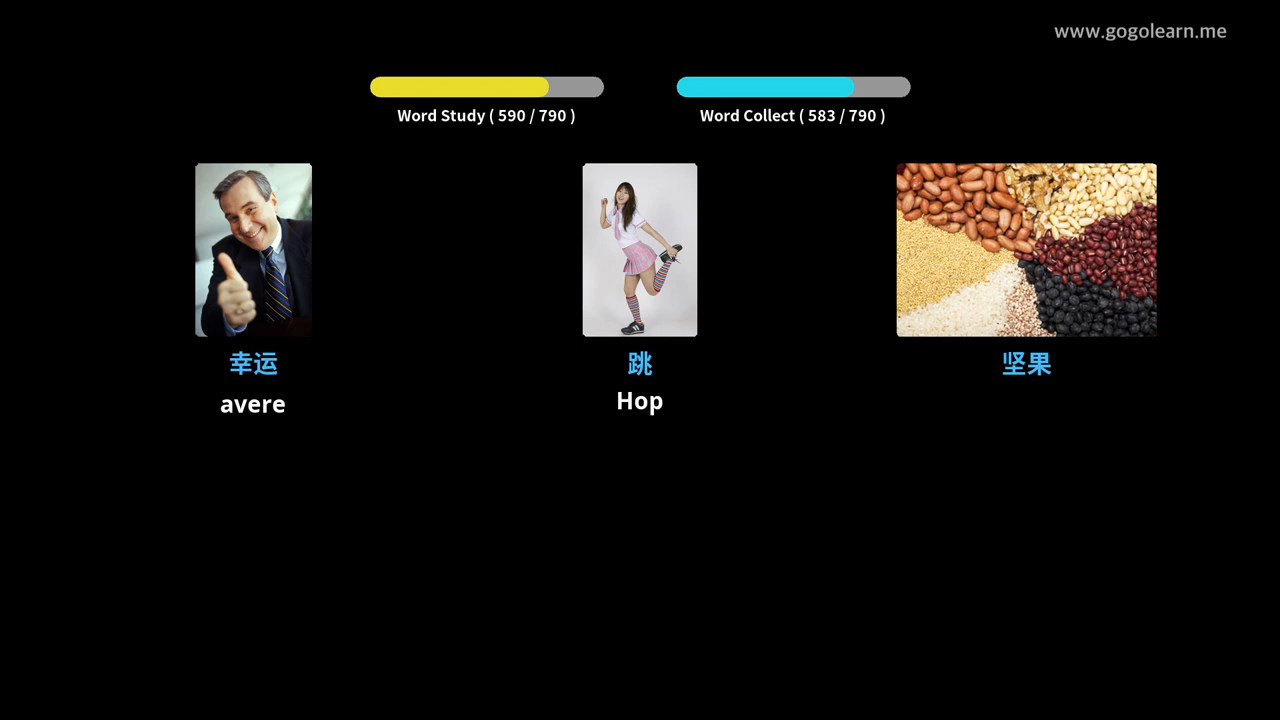 www.gogolearn.me
Word Study ( 590 / 790 )
Word Collect ( 583 / 790 )
幸运
跳
坚果
avere
Hop